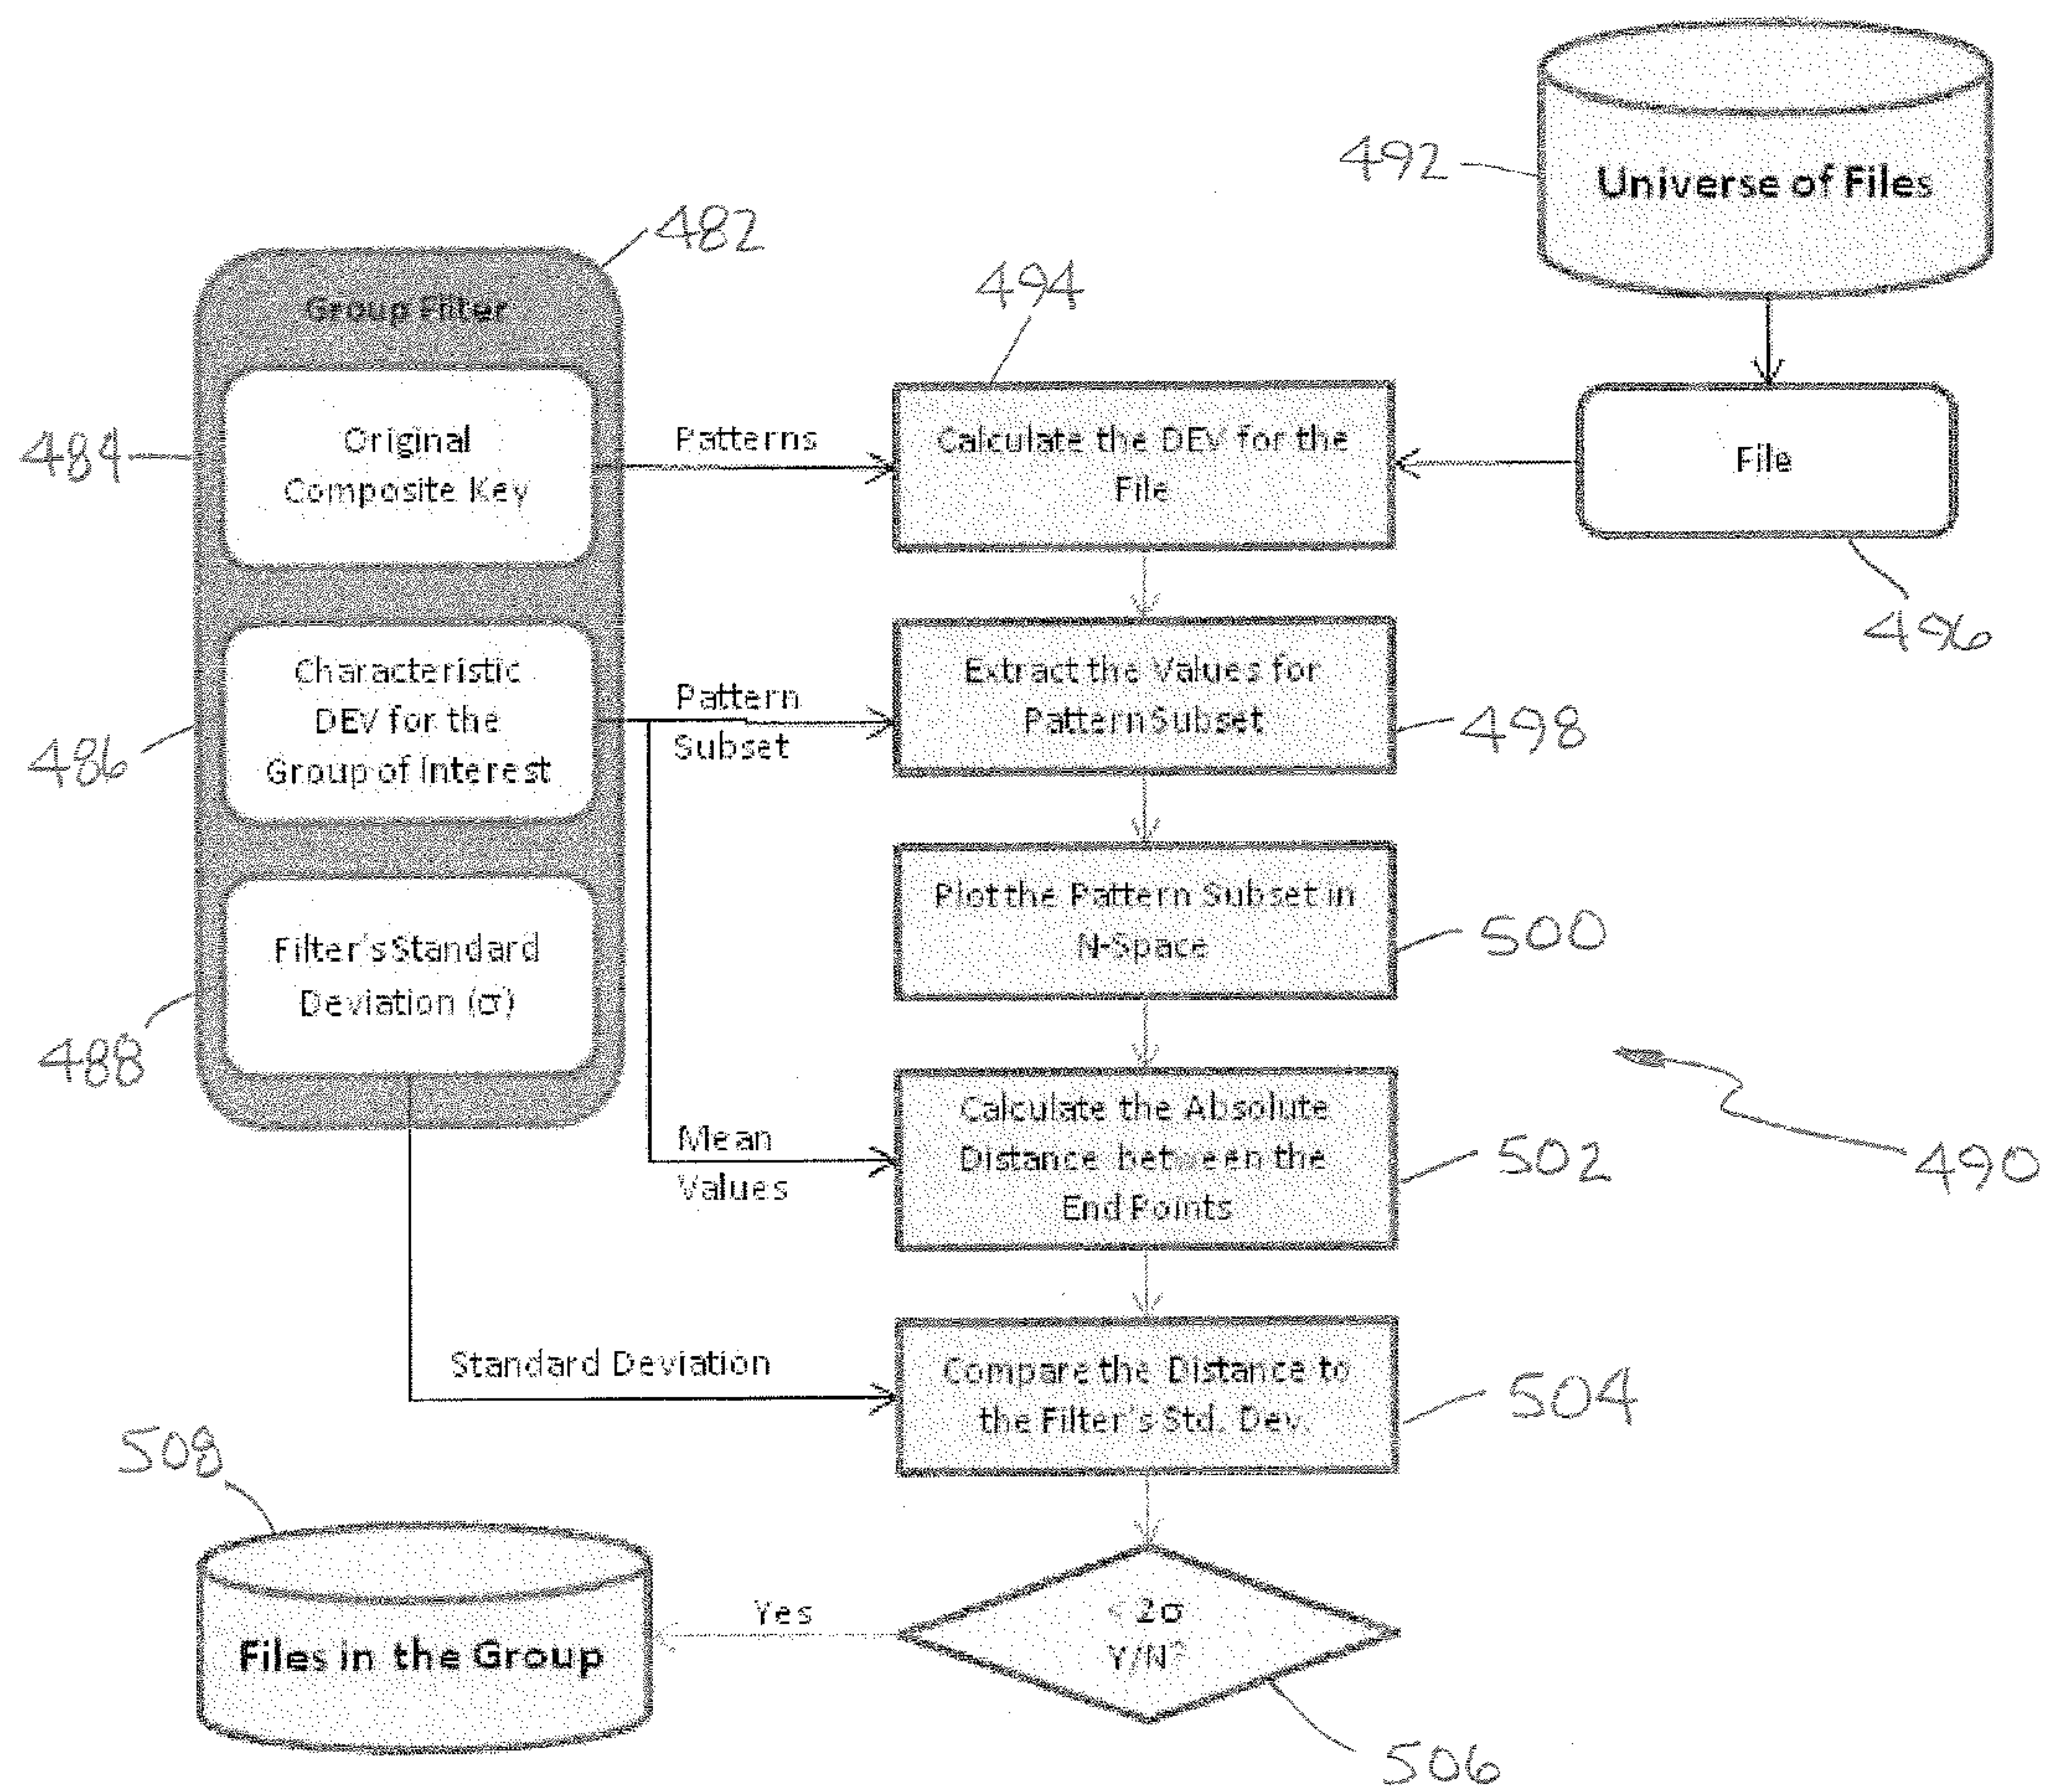 492
Universe of Files
482
Group Filter
494
484
Original
Composite Key
Patterns
Calculate the DEV for the
File
File
496
486
Characteristic
DEV for the
Group of Interest
Pattern
Subset
Extract the Values for
Pattern Subset
498
Plot the Pattern Subset in
N-Space
500
488
Filter's Standard
Deviation (σ)
Mean
Values
Calculate the Absolute
Distance between the
End Points
502
490
Standard Deviation
Compare the Distance to
the Filter's Std. Dev.
504
508
Files in the Group
Yes
< 2σ
Y/N?
506